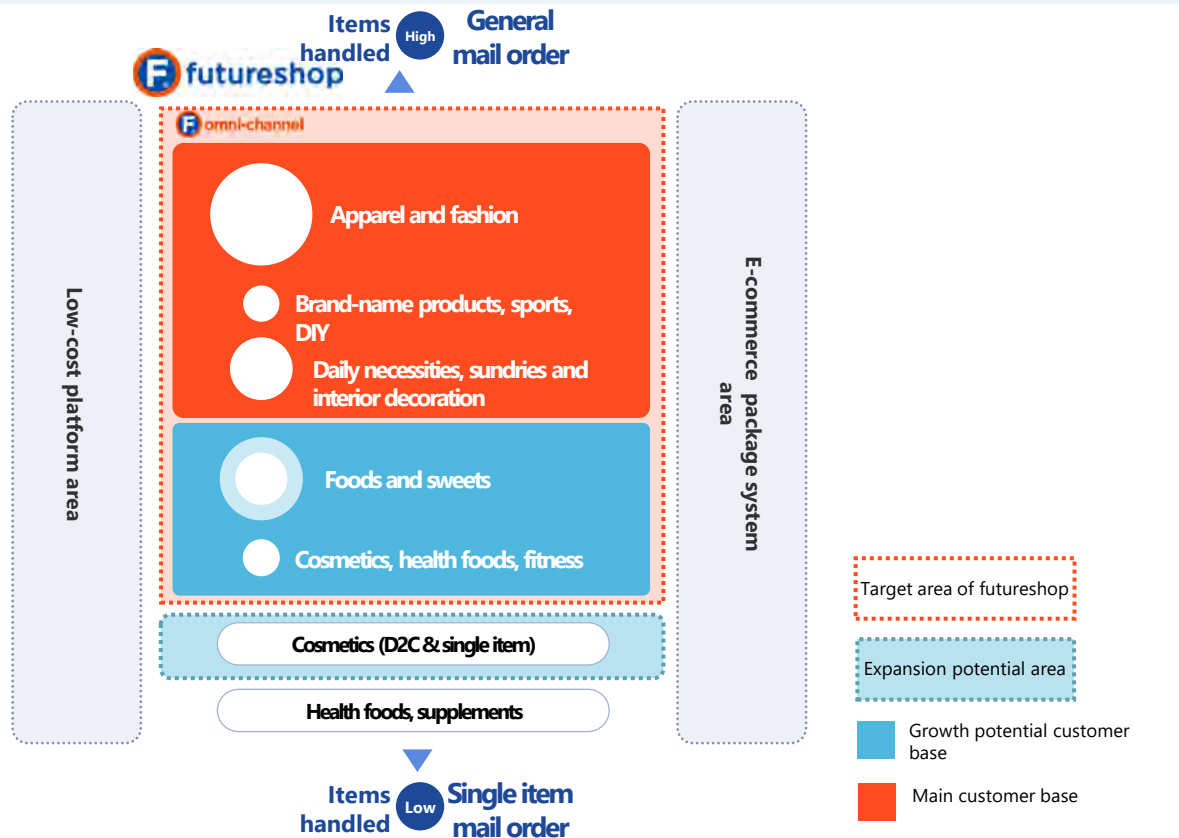 Items
handled
High
General
mail order
F futureshop
F omni-channel
Apparel and fashion
Brand-name products, sports,
DIY
Daily necessities, sundries and
interior decoration
Foods and sweets
Cosmetics, health foods, fitness
Cosmetics (D2C & single item)
Health foods, supplements
Low-cost platform area
E-commerce package system
area
Items
handled
Low
Single item
mail order
Target area of futureshop
Expansion potential area
Growth potential customer
base
Main customer base